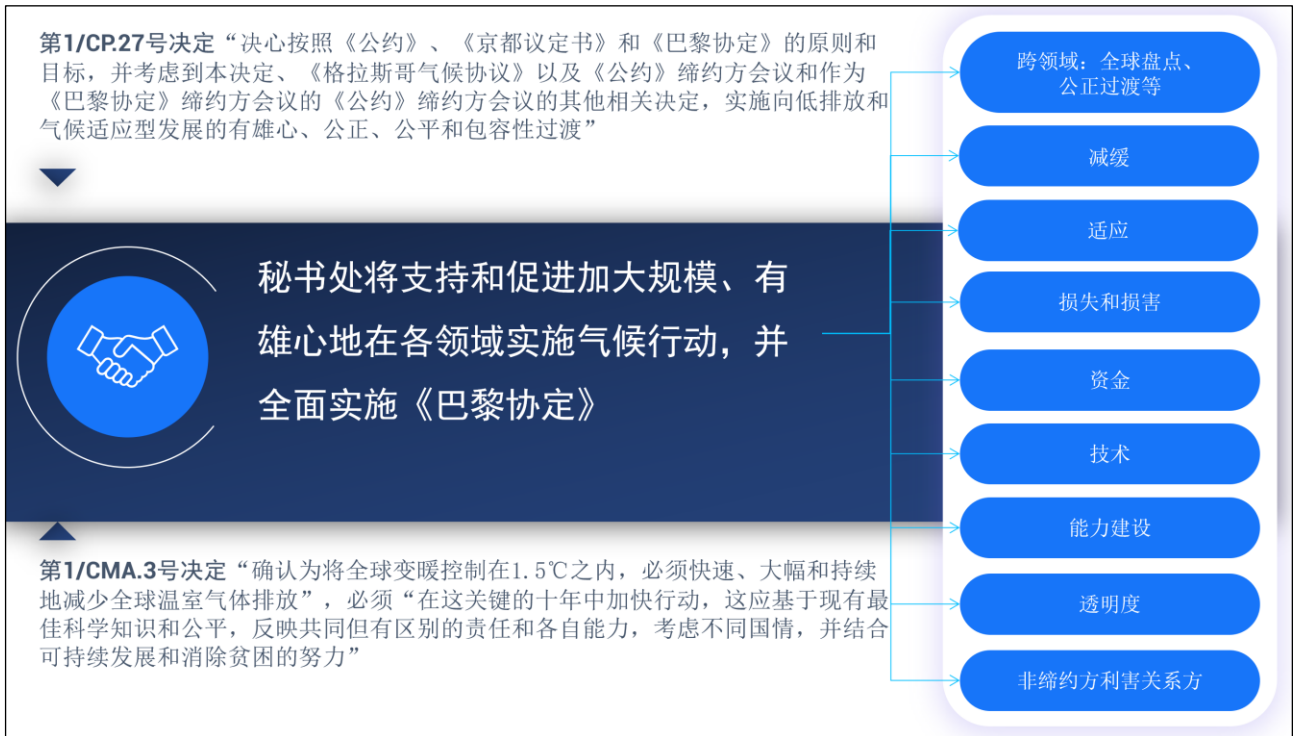 第1/CP.27号决定“决心按照《公约》、《京都议定书》和《巴黎协定》的原则和
目标，并考虑到本决定、《格拉斯哥气候协议》以及《公约》缔约方会议和作为
《巴黎协定》缔约方会议的《公约》缔约方会议的其他相关决定，实施向低排放和
气候适应型发展的有雄心、公正、公平和包容性过渡”
秘书处将支持和促进加大规模、有
雄心地在各领域实施气候行动，并
全面实施《巴黎协定》
第1/CMA.3号决定“确认为将全球变暖控制在1.5℃之内，必须快速、大幅和持续
地减少全球温室气体排放”，必须“在这关键的十年中加快行动，这应基于现有最
佳科学知识和公平，反映共同但有区别的责任和各自能力，考虑不同国情，并结合
可持续发展和消除贫困的努力”
跨领域：全球盘点、
公正过渡等
减缓
适应
损失和损害
资金
技术
能力建设
透明度
非缔约方利害关系方